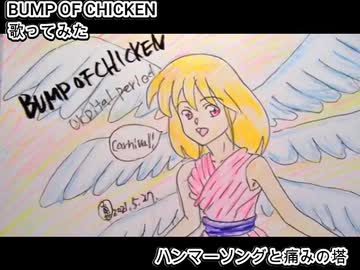 BUMP OF CHICKEN
歌ってみた
BUMP OF CHICKEN
orbital period
Carnival!
2021.5.27.
ハンマーソングと痛みの塔